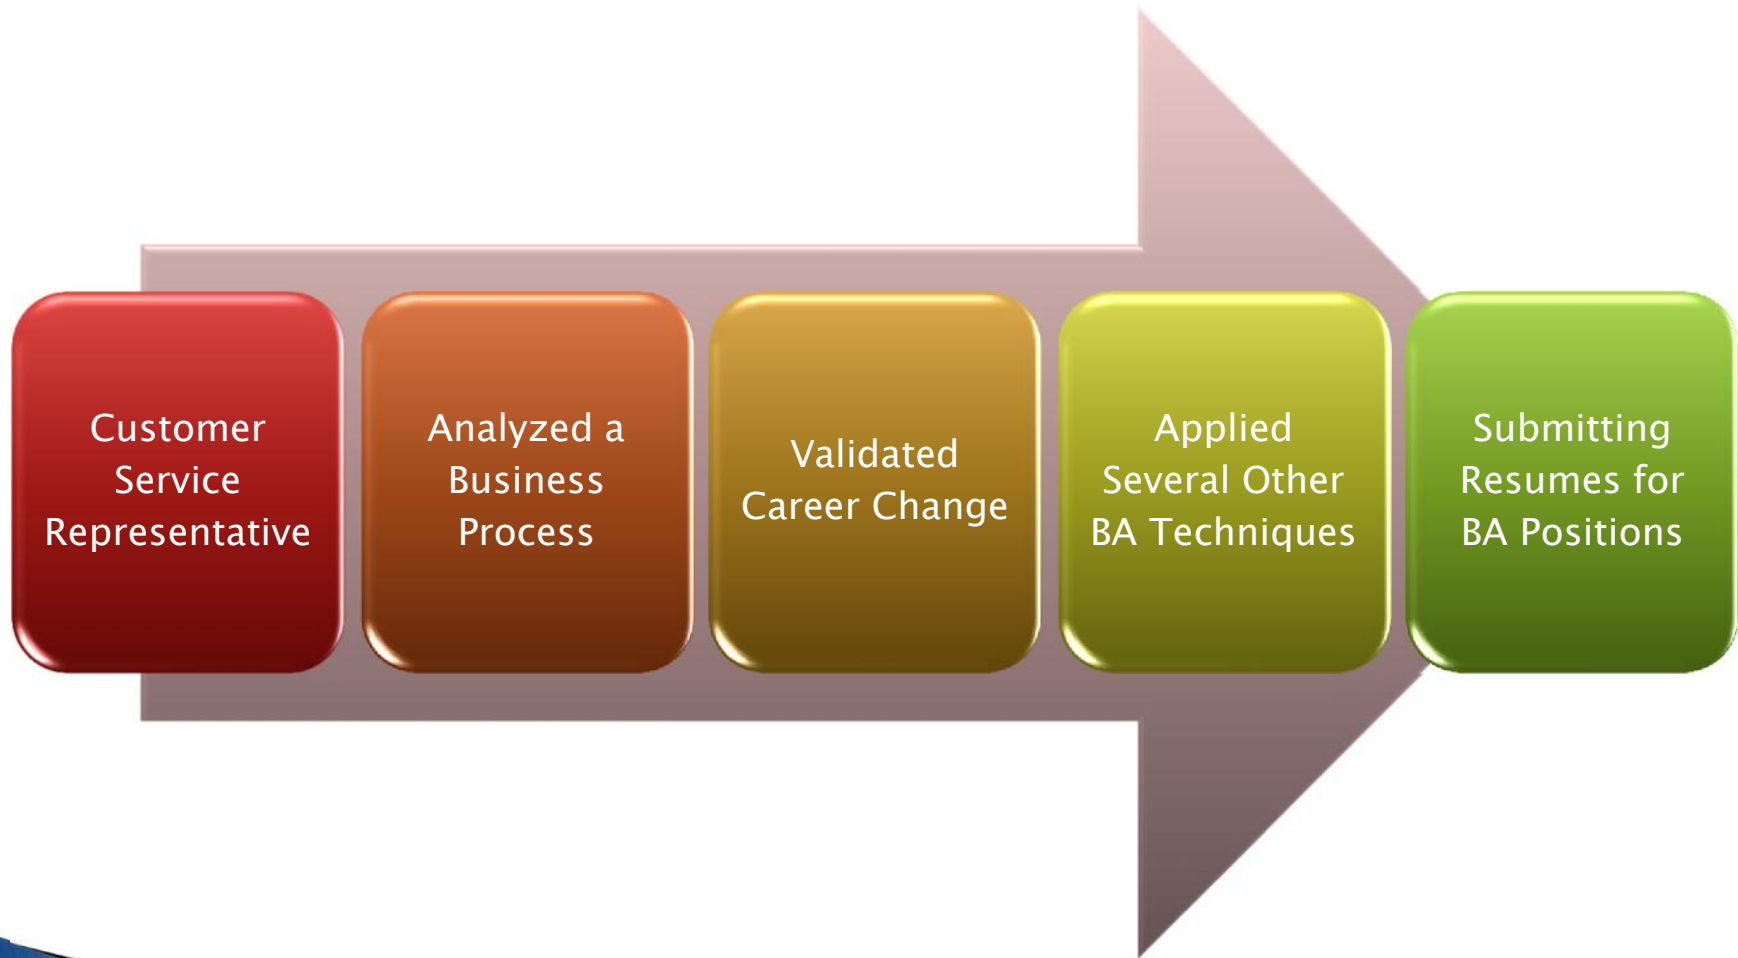 Customer
Service
Representative
Analyzed a
Business
Process
Validated
Career Change
Applied
Several Other
BA Techniques
Submitting
Resumes for
BA Positions